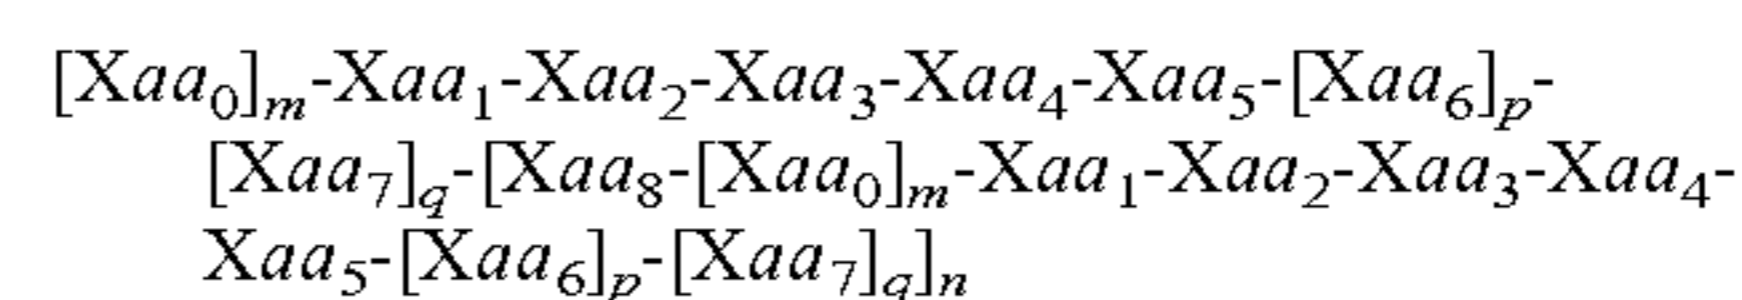 [Xaa₀]ₘ-Xaa₁-Xaa₂-Xaa₃-Xaa₄-Xaa₅-[Xaa₆]ₚ-
[Xaa₇]q-[Xaa₈-[Xaa₀]ₘ-Xaa₁-Xaa₂-Xaa₃-Xaa₄-
Xaa₅-[Xaa₆]ₚ-[Xaa₇]q]ₙ